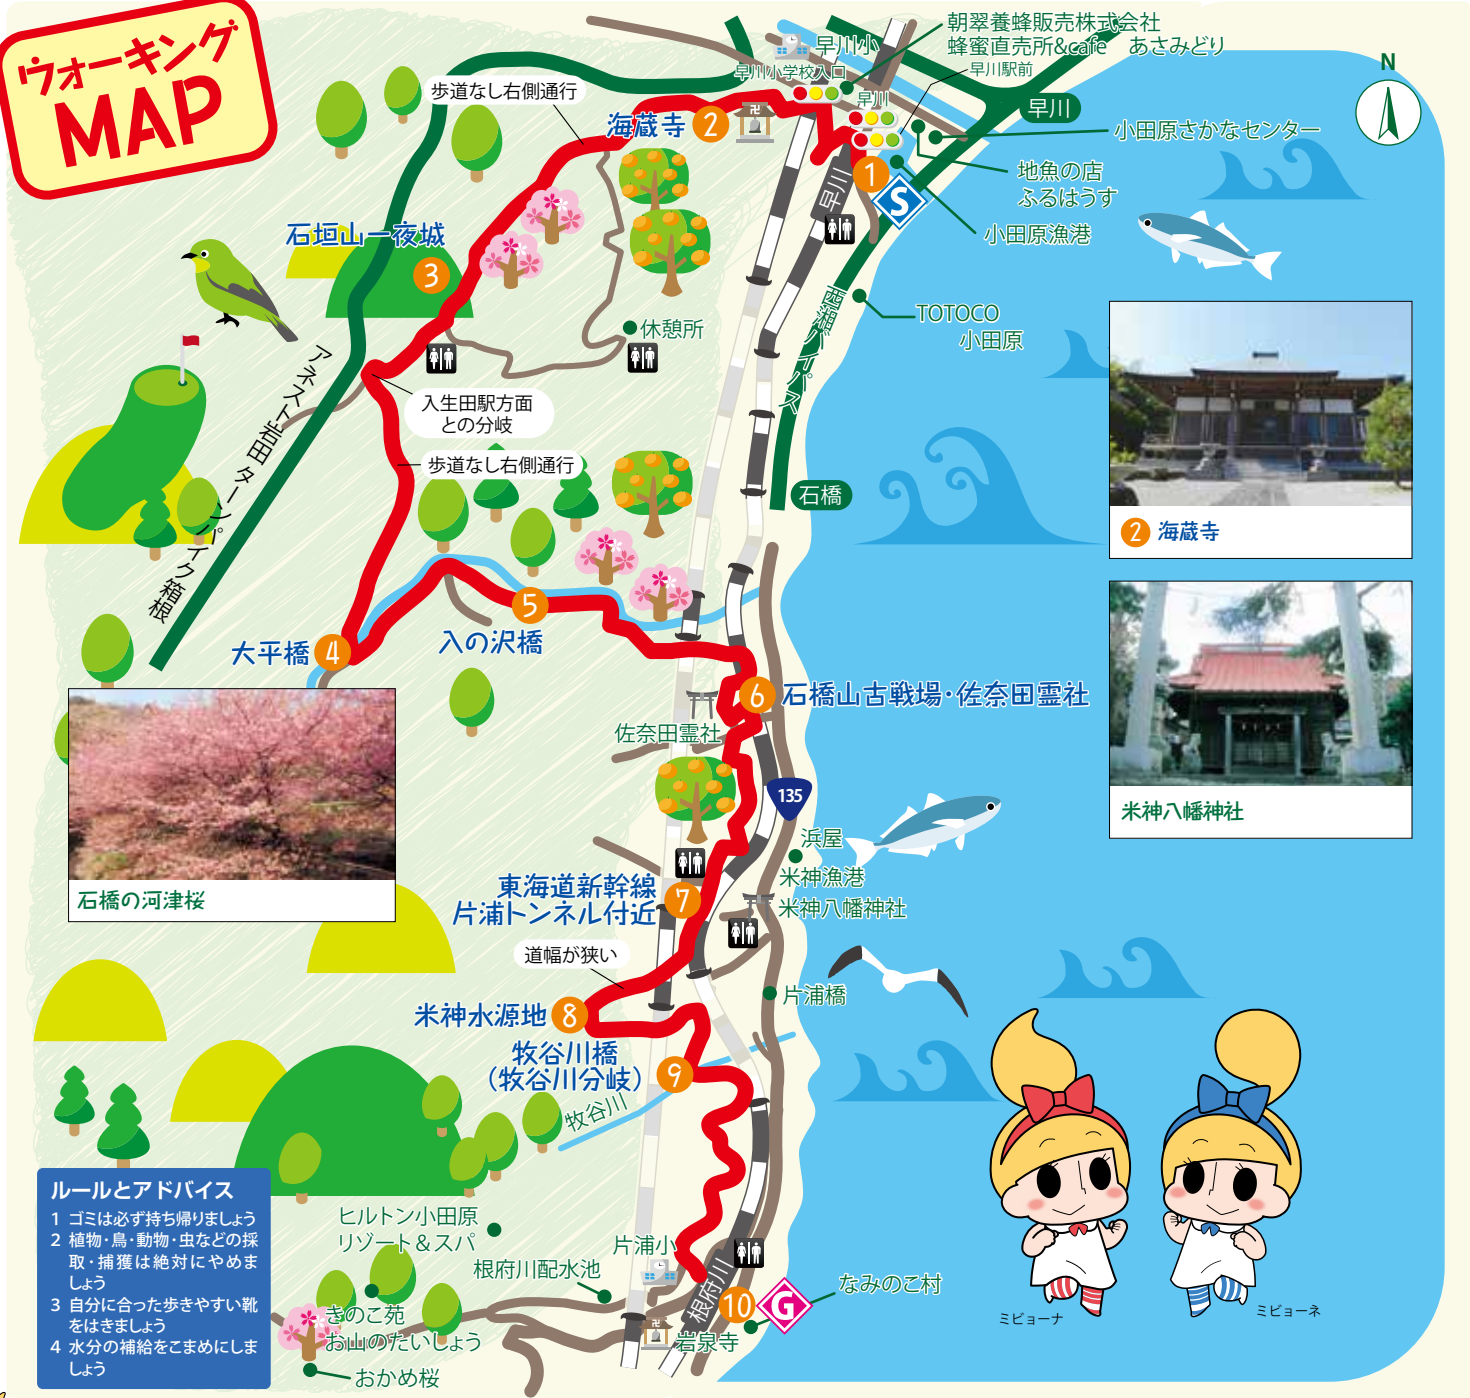 ウォーキング
MAP
朝翠養蜂販売株式会社
蜂蜜直売所&cafe あさみどり
早川小
早川小学校入口
早川駅前
早川
早川
N
小田原さかなセンター
地魚の店
ふるはうす
小田原漁港
歩道なし右側通行
海蔵寺 2
1
S
早川
石垣山一夜城
3
休憩所
TOTOCO
小田原
西湘バイパス
アネスト岩田 ターンパイク箱根
入生田駅方面
との分岐
歩道なし右側通行
石橋
2 海蔵寺
米神八幡神社
大平橋 4
5
入の沢橋
6 石橋山古戦場・佐奈田霊社
佐奈田霊社
135
石橋の河津桜
浜屋
米神漁港
米神八幡神社
東海道新幹線
片浦トンネル付近
7
道幅が狭い
片浦橋
米神水源地 8
牧谷川橋
（牧谷川分岐）
9
牧谷川
ルールとアドバイス
1 ゴミは必ず持ち帰りましょう
2 植物・鳥・動物・虫などの採
取・捕獲は絶対にやめま
しょう
3 自分に合った歩きやすい靴
をはきましょう
4 水分の補給をこまめにしま
しょう
ヒルトン小田原
リゾート＆スパ
片浦小
根府川配水池
根府川
10
G
なみのこ村
岩泉寺
きのこ苑
お山のたいしょう
おかめ桜
ミビョーナ
ミビョーネ